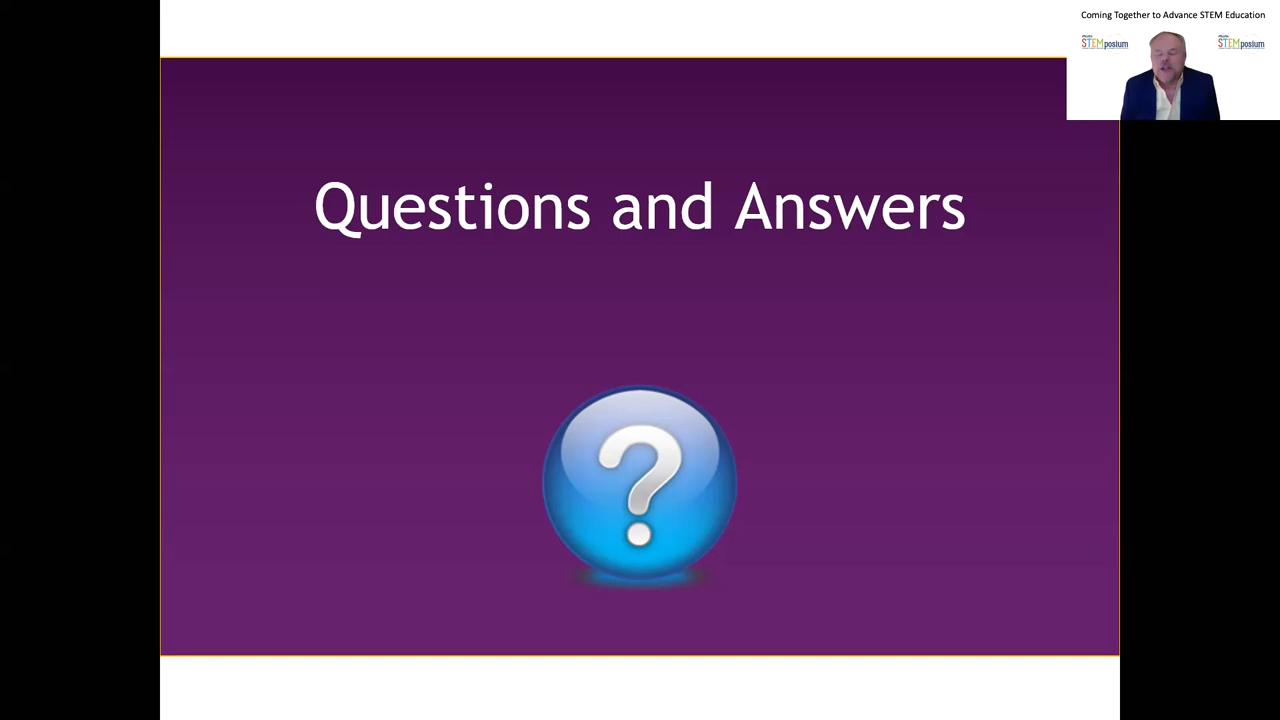 Coming Together to Advance STEM Education
STEMposium
STEMposium
Questions and Answers
?